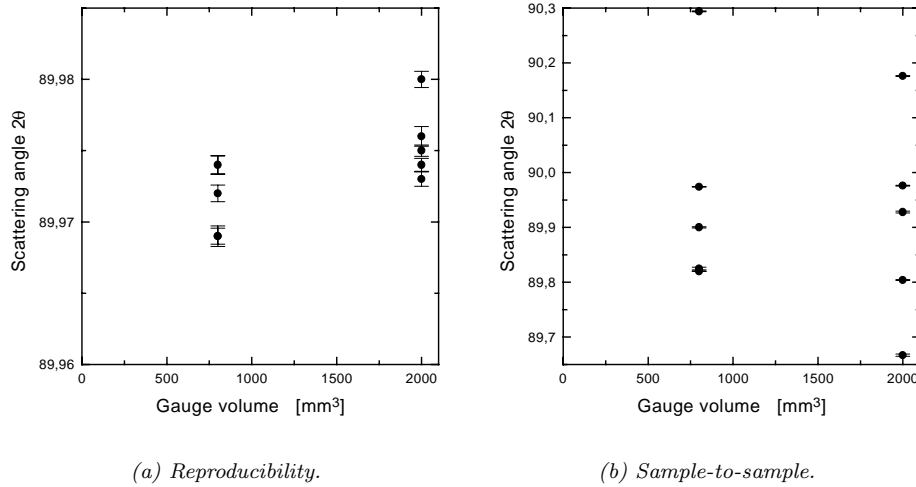 89,98
89,97
89,96
Scattering angle 2θ
0 500 1000 1500 2000
Gauge volume [mm³]
(a) Reproducibility.
90,3
90,2
90,1
90,0
89,9
89,8
89,7
Scattering angle 2θ
0 500 1000 1500 2000
Gauge volume [mm³]
(b) Sample-to-sample.